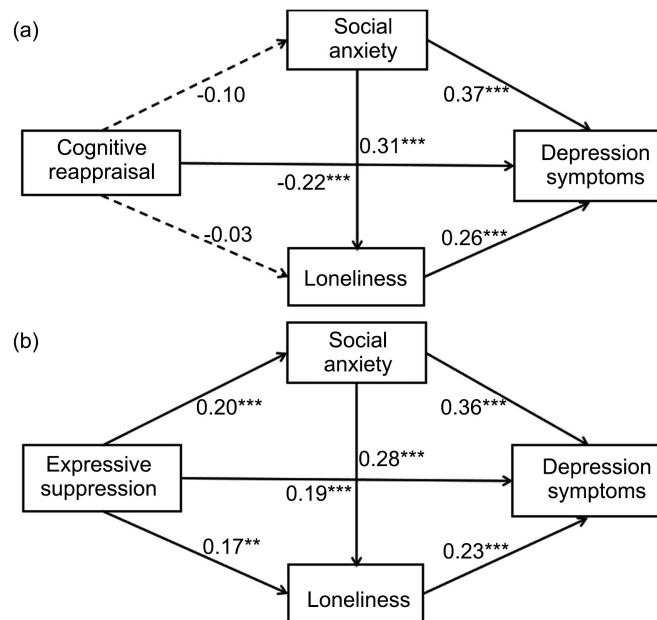 (a)
Social
anxiety
-0.10
0.37***
Cognitive
reappraisal
0.31***
-0.22***
Depression
symptoms
-0.03
0.26***
Loneliness
(b)
Social
anxiety
0.20***
0.36***
Expressive
suppression
0.28***
0.19***
Depression
symptoms
0.17**
0.23***
Loneliness